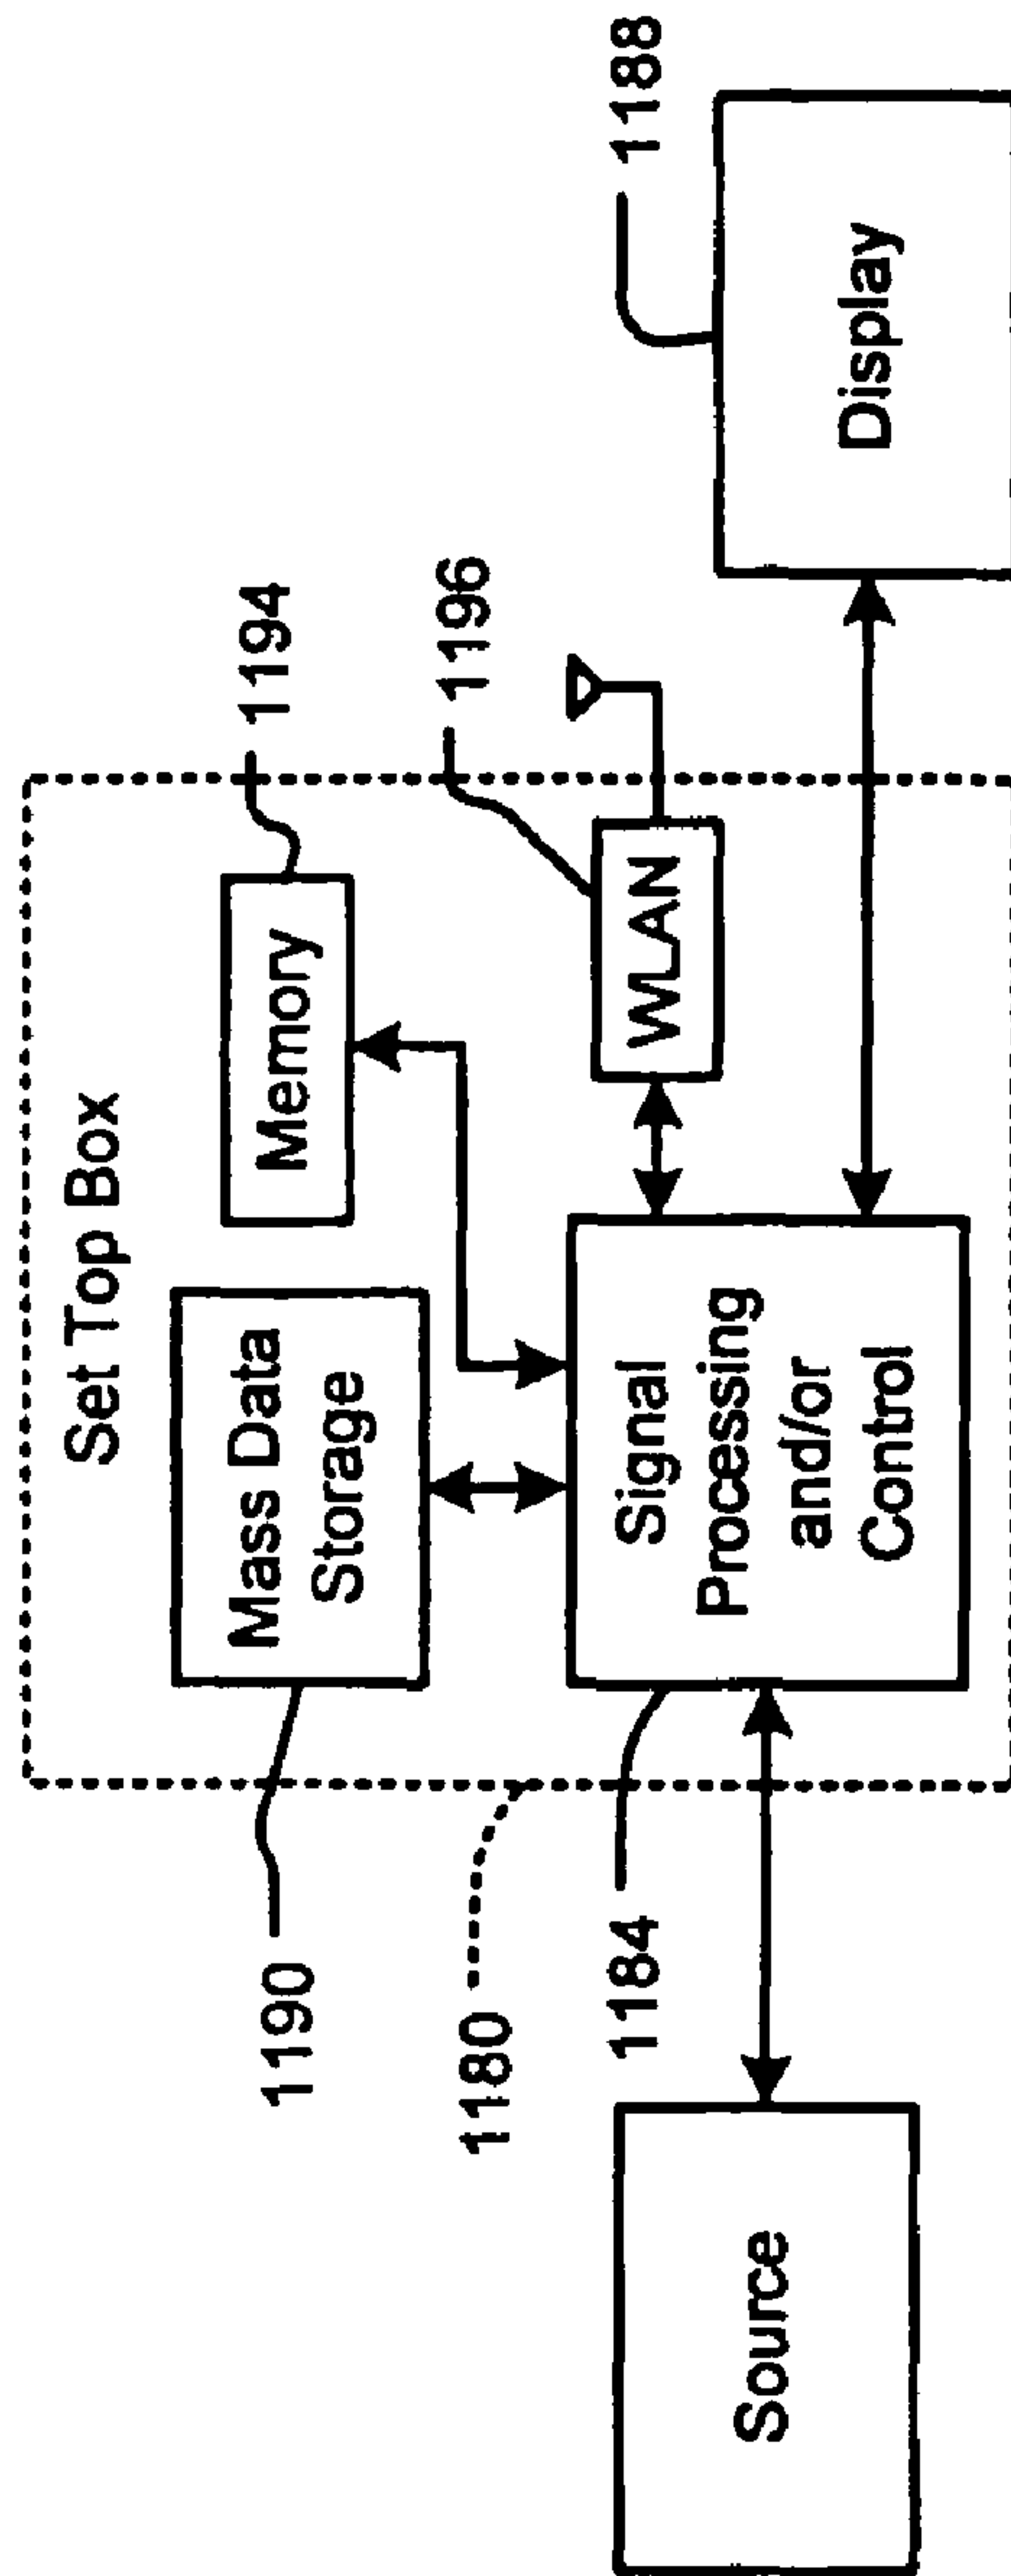 Set Top Box
1190
Mass Data
Storage
Memory
1194
1180
1196
1184
Signal
Processing
and/or
Control
WLAN
1188
Source
Display